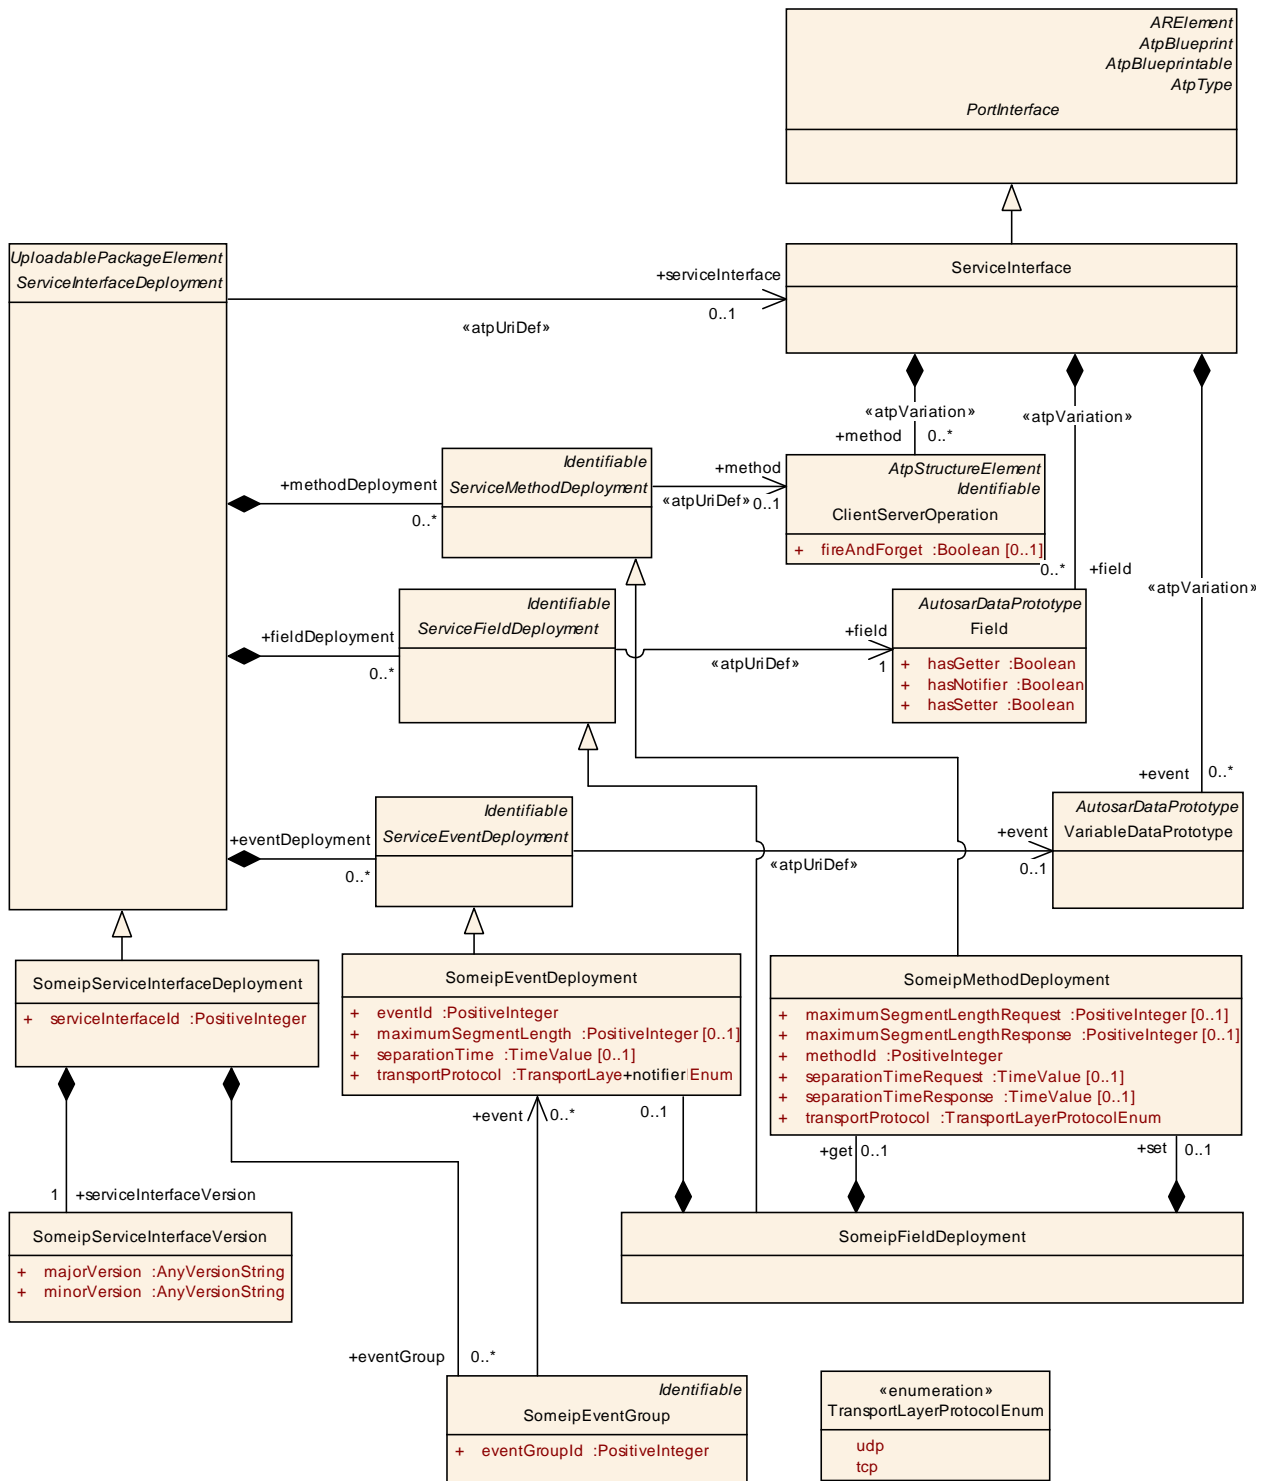 ARElement
AtpBlueprint
AtpBlueprintable
AtpType
PortInterface
UploadablePackageElement
ServiceInterfaceDeployment
+serviceInterface
0..1
«atpUriDef»
ServiceInterface
«atpVariation»
+method 0..*
«atpVariation»
0..* +field
«atpVariation»
+event 0..*
+methodDeployment
0..*
Identifiable
ServiceMethodDeployment
+method
«atpUriDef» 0..1
AtpStructureElement
Identifiable
ClientServerOperation
+ fireAndForget :Boolean [0..1]
+fieldDeployment
0..*
Identifiable
ServiceFieldDeployment
+field
«atpUriDef» 1
AutosarDataPrototype
Field
+ hasGetter :Boolean
+ hasNotifier :Boolean
+ hasSetter :Boolean
+eventDeployment
0..*
Identifiable
ServiceEventDeployment
+event
«atpUriDef» 0..1
AutosarDataPrototype
VariableDataPrototype
SomeipServiceInterfaceDeployment
+ serviceInterfaceId :PositiveInteger
SomeipEventDeployment
+ eventId :PositiveInteger
+ maximumSegmentLength :PositiveInteger [0..1]
+ separationTime :TimeValue [0..1]
+ transportProtocol :TransportLaye+notifier Enum
SomeipMethodDeployment
+ maximumSegmentLengthRequest :PositiveInteger [0..1]
+ maximumSegmentLengthResponse :PositiveInteger [0..1]
+ methodId :PositiveInteger
+ separationTimeRequest :TimeValue [0..1]
+ separationTimeResponse :TimeValue [0..1]
+ transportProtocol :TransportLayerProtocolEnum
+event 0..*
0..1
+get 0..1
+set 0..1
1 +serviceInterfaceVersion
SomeipServiceInterfaceVersion
+ majorVersion :AnyVersionString
+ minorVersion :AnyVersionString
SomeipFieldDeployment
+eventGroup 0..*
Identifiable
SomeipEventGroup
+ eventGroupId :PositiveInteger
«enumeration»
TransportLayerProtocolEnum
udp
tcp